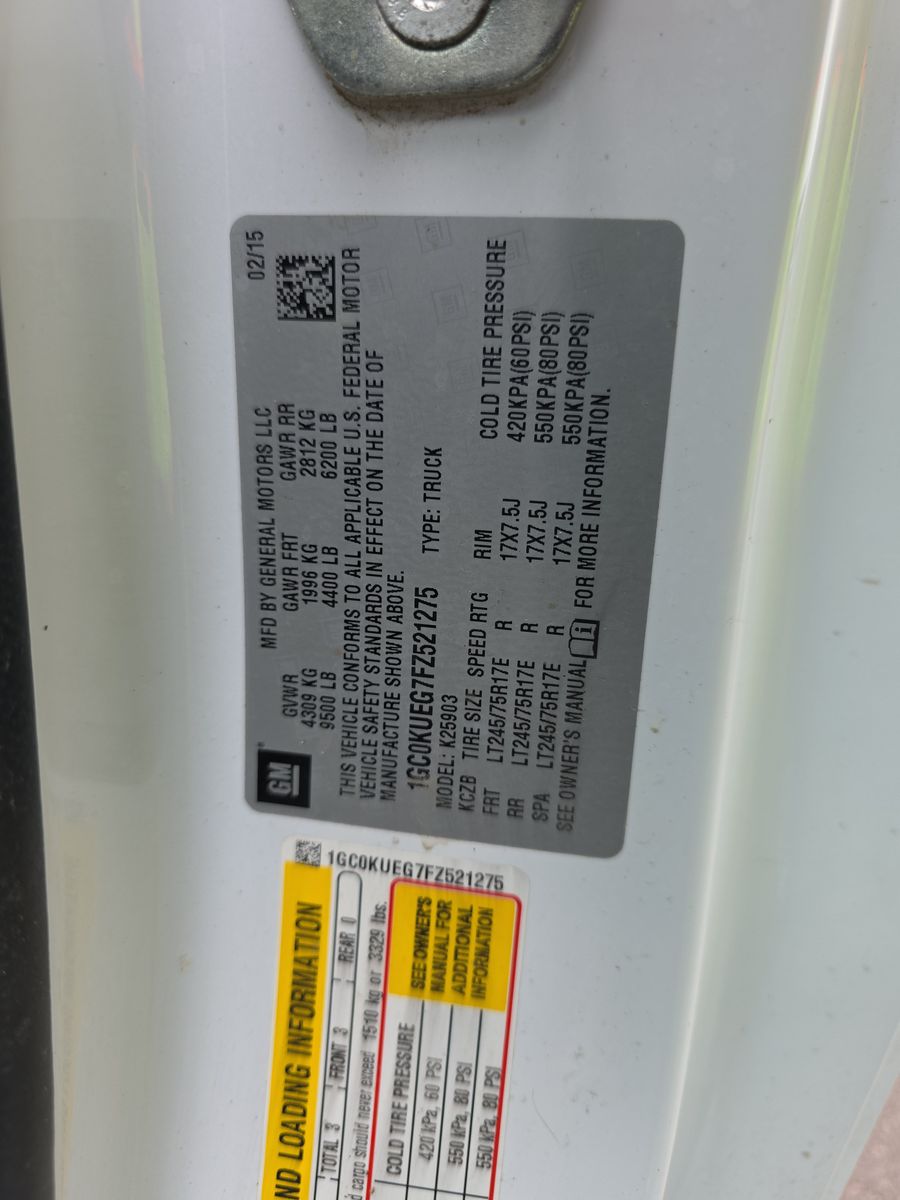 GM
MFD BY GENERAL MOTORS LLC 02/15
GVWR GAWR FRT GAWR RR
4309 KG 1996 KG 2812 KG
9500 LB 4400 LB 6200 LB
THIS VEHICLE CONFORMS TO ALL APPLICABLE U.S. FEDERAL MOTOR
VEHICLE SAFETY STANDARDS IN EFFECT ON THE DATE OF
MANUFACTURE SHOWN ABOVE.
1GC0KUEG7FZ521275 TYPE: TRUCK
MODEL: K25903
KCZB TIRE SIZE SPEED RTG RIM COLD TIRE PRESSURE
FRT LT245/75R17E R 17X7.5J 420KPA(60PSI)
RR LT245/75R17E R 17X7.5J 550KPA(80PSI)
SPA LT245/75R17E R 17X7.5J 550KPA(80PSI)
SEE OWNER'S MANUAL i FOR MORE INFORMATION.
ND LOADING INFORMATION
1GC0KUEG7FZ521275
TOTAL 3 FRONT 3 REAR 0
d cargo should never exceed 1510 kg or 3329 lbs.
COLD TIRE PRESSURE
420 kPa, 60 PSI
550 kPa, 80 PSI
550 kPa, 80 PSI
SEE OWNER'S
MANUAL FOR
ADDITIONAL
INFORMATION